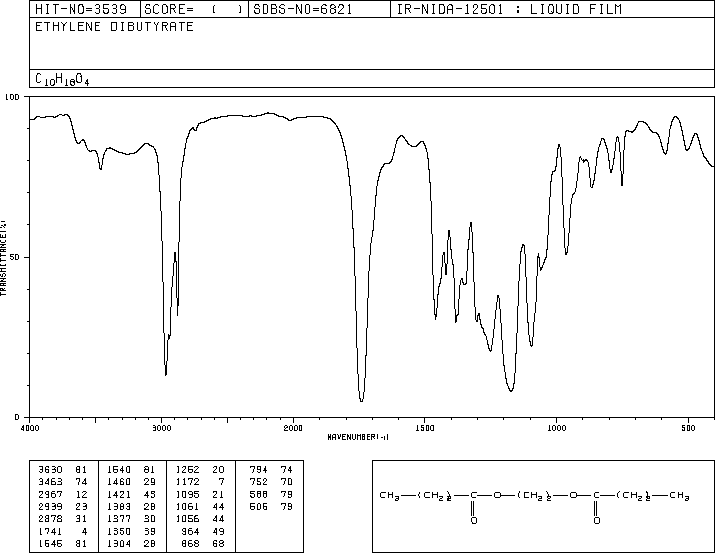 HIT-NO=3539 SCORE= ( ) SDBS-NO=6821 IR-NIDA-12501 : LIQUID FILM
ETHYLENE DIBUTYRATE
C10H18O4
100
50
0
TRANSMITTANCE(%)
4000 3000 2000 1500 1000 500
WAVENUMBER(-1)
3630 81 1540 81 1252 20 794 74
3463 74 1460 29 1172 7 752 70
2967 12 1421 45 1095 21 588 79
2939 23 1383 28 1061 44 506 79
2878 31 1377 30 1056 44
1741 4 1350 39 964 49
1645 81 1304 28 868 68
CH3—(CH2)2—C—O—(CH2)2—O—C—(CH2)2—CH3
O O